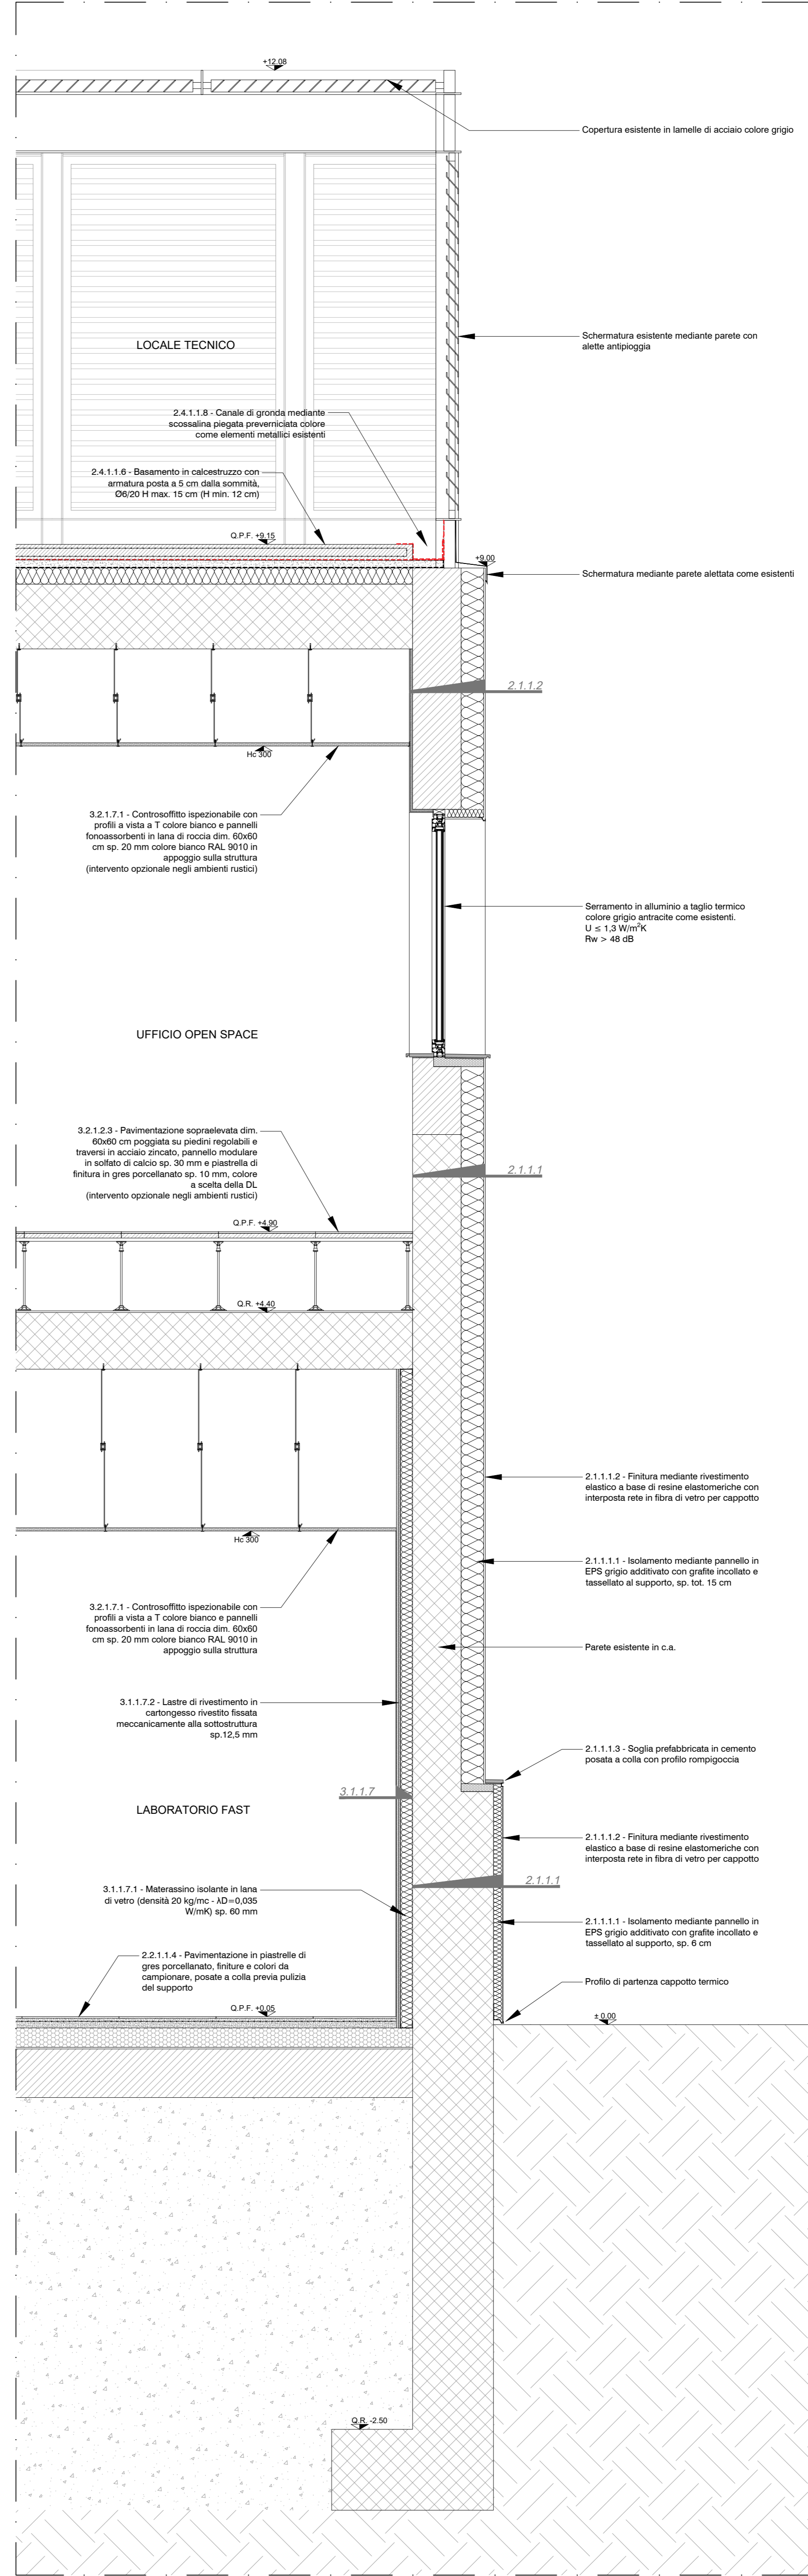 +12.08
Copertura esistente in lamelle di acciaio colore grigio
Schermatura esistente mediante parete con
alette antipioggia
LOCALE TECNICO
2.4.1.1.8 - Canale di gronda mediante
scossalina piegata preverniciata colore
come elementi metallici esistenti
2.4.1.1.6 - Basamento in calcestruzzo con
armatura posta a 5 cm dalla sommità,
Ø6/20 H max. 15 cm (H min. 12 cm)
Q.P.F. +9.15
+9.00
Schermatura mediante parete alettata come esistenti
2.1.1.2
Hc 300
3.2.1.7.1 - Controsoffitto ispezionabile con
profili a vista a T colore bianco e pannelli
fonoassorbenti in lana di roccia dim. 60x60
cm sp. 20 mm colore bianco RAL 9010 in
appoggio sulla struttura
(intervento opzionale negli ambienti rustici)
Serramento in alluminio a taglio termico
colore grigio antracite come esistenti.
U ≤ 1,3 W/m²K
Rw > 48 dB
UFFICIO OPEN SPACE
3.2.1.2.3 - Pavimentazione sopraelevata dim.
60x60 cm poggiata su piedini regolabili e
traversi in acciaio zincato, pannello modulare
in solfato di calcio sp. 30 mm e piastrella di
finitura in gres porcellanato sp. 10 mm, colore
a scelta della DL
(intervento opzionale negli ambienti rustici)
2.1.1.1
Q.P.F. +4.90
Q.R. +4.40
2.1.1.1.2 - Finitura mediante rivestimento
elastico a base di resine elastomeriche con
interposta rete in fibra di vetro per cappotto
Hc 300
2.1.1.1.1 - Isolamento mediante pannello in
EPS grigio additivato con grafite incollato e
tassellato al supporto, sp. tot. 15 cm
3.2.1.7.1 - Controsoffitto ispezionabile con
profili a vista a T colore bianco e pannelli
fonoassorbenti in lana di roccia dim. 60x60
cm sp. 20 mm colore bianco RAL 9010 in
appoggio sulla struttura
Parete esistente in c.a.
3.1.1.7.2 - Lastre di rivestimento in
cartongesso rivestito fissata
meccanicamente alla sottostruttura
sp.12,5 mm
2.1.1.1.3 - Soglia prefabbricata in cemento
posata a colla con profilo rompigoccia
3.1.1.7
LABORATORIO FAST
2.1.1.1.2 - Finitura mediante rivestimento
elastico a base di resine elastomeriche con
interposta rete in fibra di vetro per cappotto
2.1.1.1
3.1.1.7.1 - Materassino isolante in lana
di vetro (densità 20 kg/mc - λD=0,035
W/mK) sp. 60 mm
2.1.1.1.1 - Isolamento mediante pannello in
EPS grigio additivato con grafite incollato e
tassellato al supporto, sp. 6 cm
2.2.1.1.4 - Pavimentazione in piastrelle di
gres porcellanato, finiture e colori da
campionare, posate a colla previa pulizia
del supporto
Profilo di partenza cappotto termico
Q.P.F. +0.05
± 0.00
Q.R. -2.50